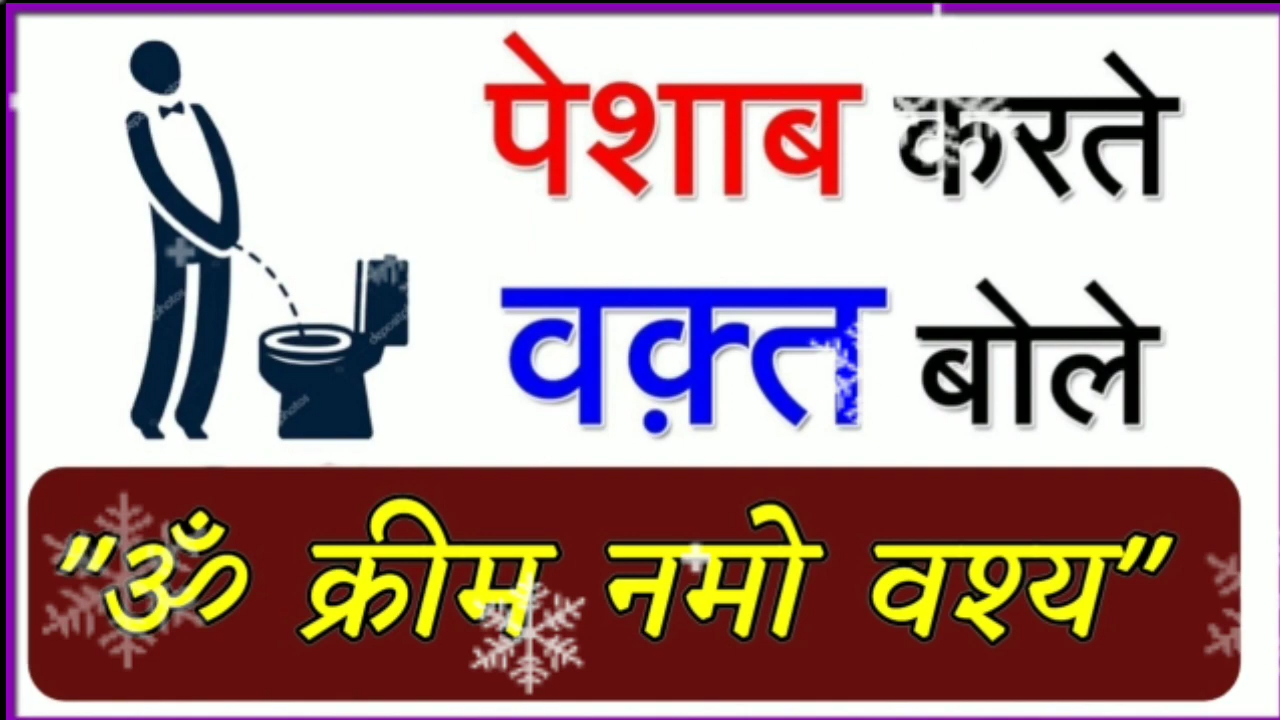 पेशाब करते
वक़्त बोले
"ॐ क्रीम नमो वश्य"